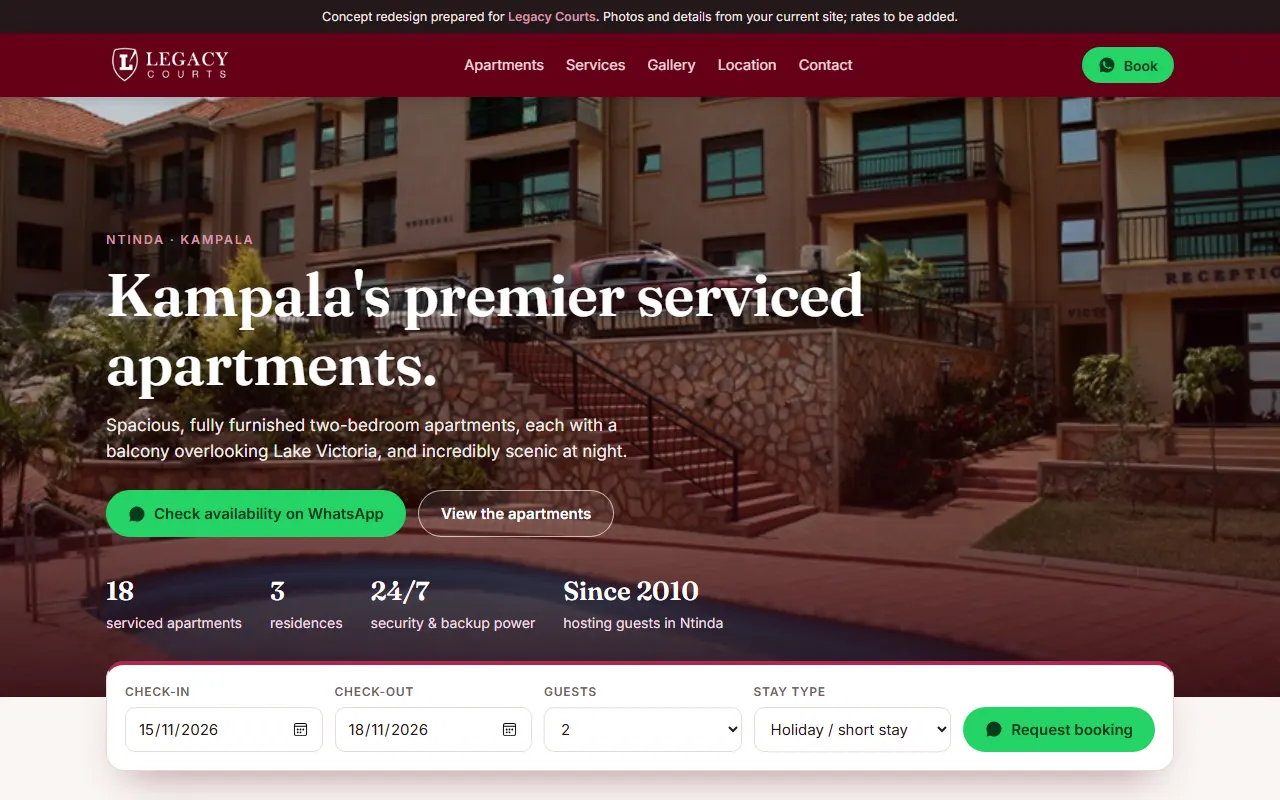 Concept redesign prepared for Legacy Courts. Photos and details from your current site; rates to be added.
LEGACY
COURTS
Apartments Services Gallery Location Contact
Book
RECEPTIO
NTINDA · KAMPALA
Kampala's premier serviced
apartments.
Spacious, fully furnished two-bedroom apartments, each with a
balcony overlooking Lake Victoria, and incredibly scenic at night.
Check availability on WhatsApp
View the apartments
18
serviced apartments
3
residences
24/7
security & backup power
Since 2010
hosting guests in Ntinda
CHECK-IN
15/11/2026
CHECK-OUT
18/11/2026
GUESTS
2
STAY TYPE
Holiday / short stay
Request booking